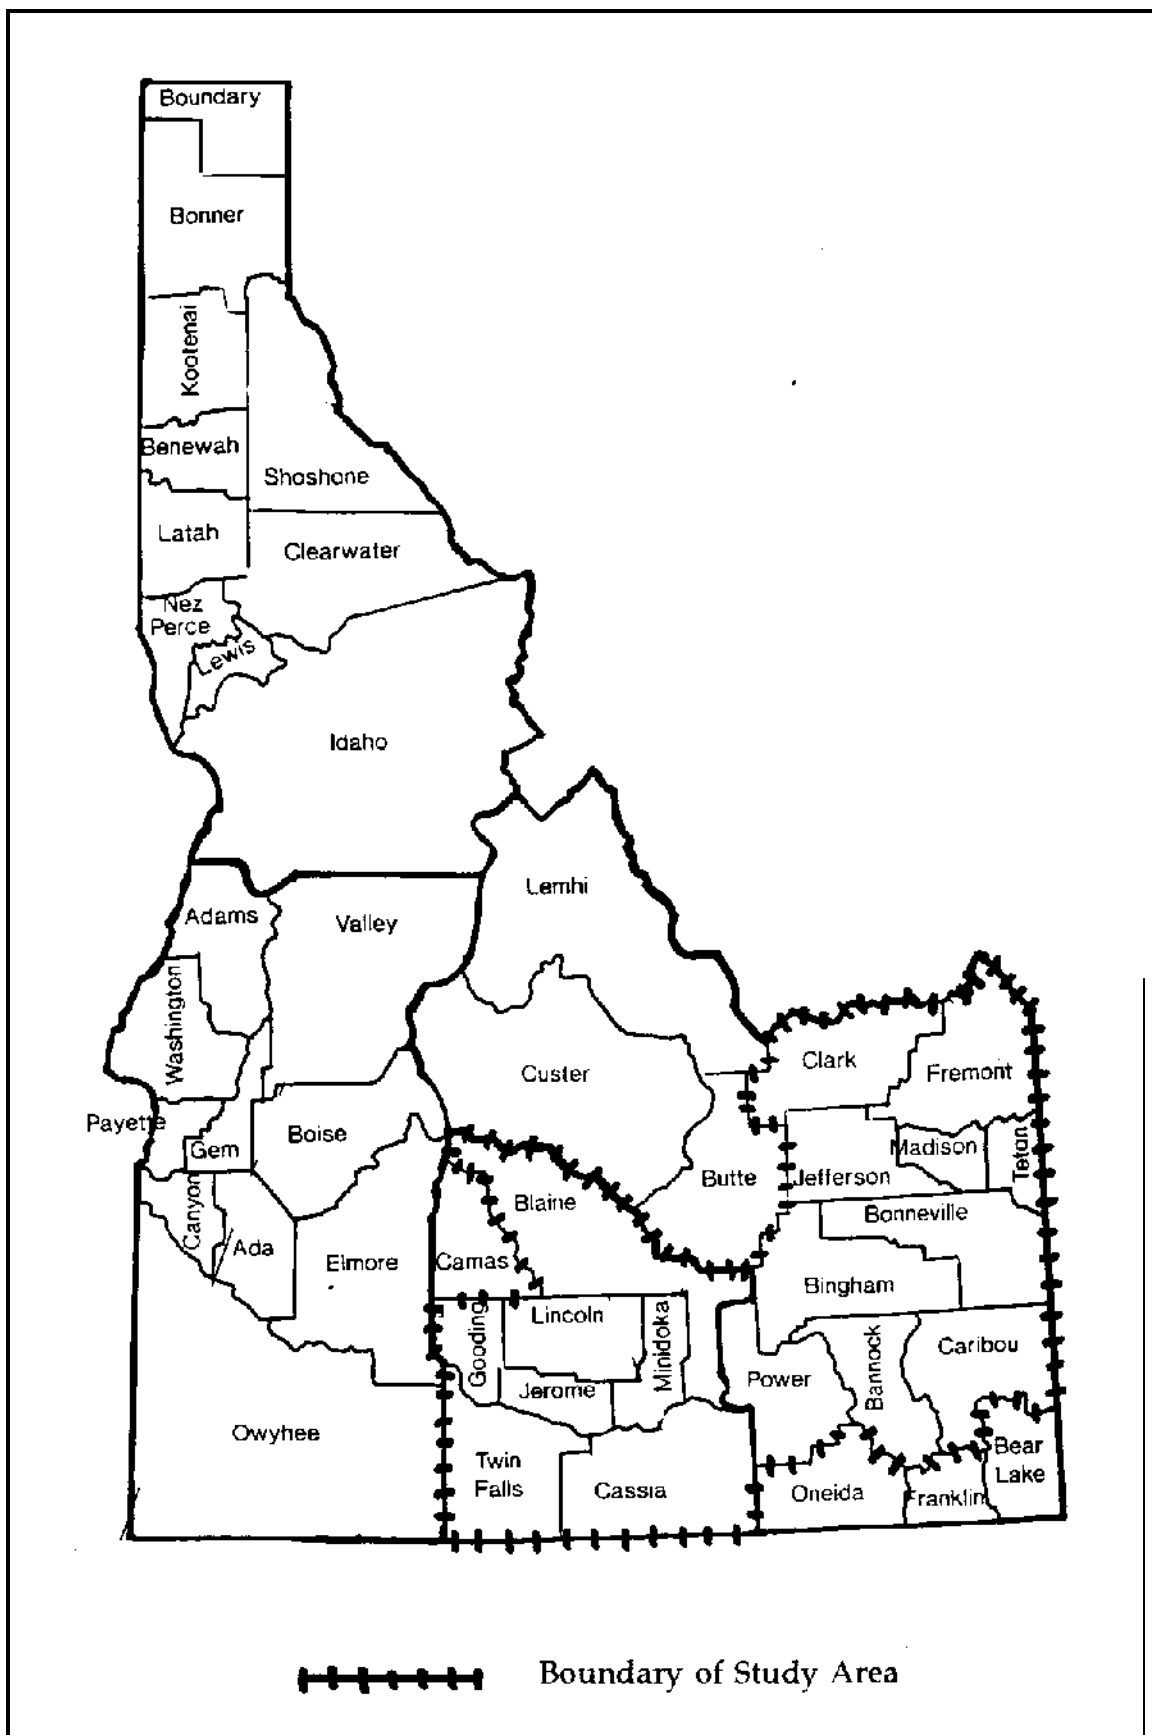 Boundary
Bonner
Kootenai
Benewah
Shoshone
Latah
Clearwater
Nez
Perce
Lewis
Idaho
Lemhi
Adams
Valley
Washington
Custer
Clark
Fremont
Payette
Gem
Boise
Butte
Jefferson
Madison
Teton
Canyon
Ada
Elmore
Camas
Blaine
Bonneville
Bingham
Gooding
Lincoln
Minidoka
Jerome
Power
Bannock
Caribou
Owyhee
Twin
Falls
Cassia
Oneida
Franklin
Bear
Lake
Boundary of Study Area